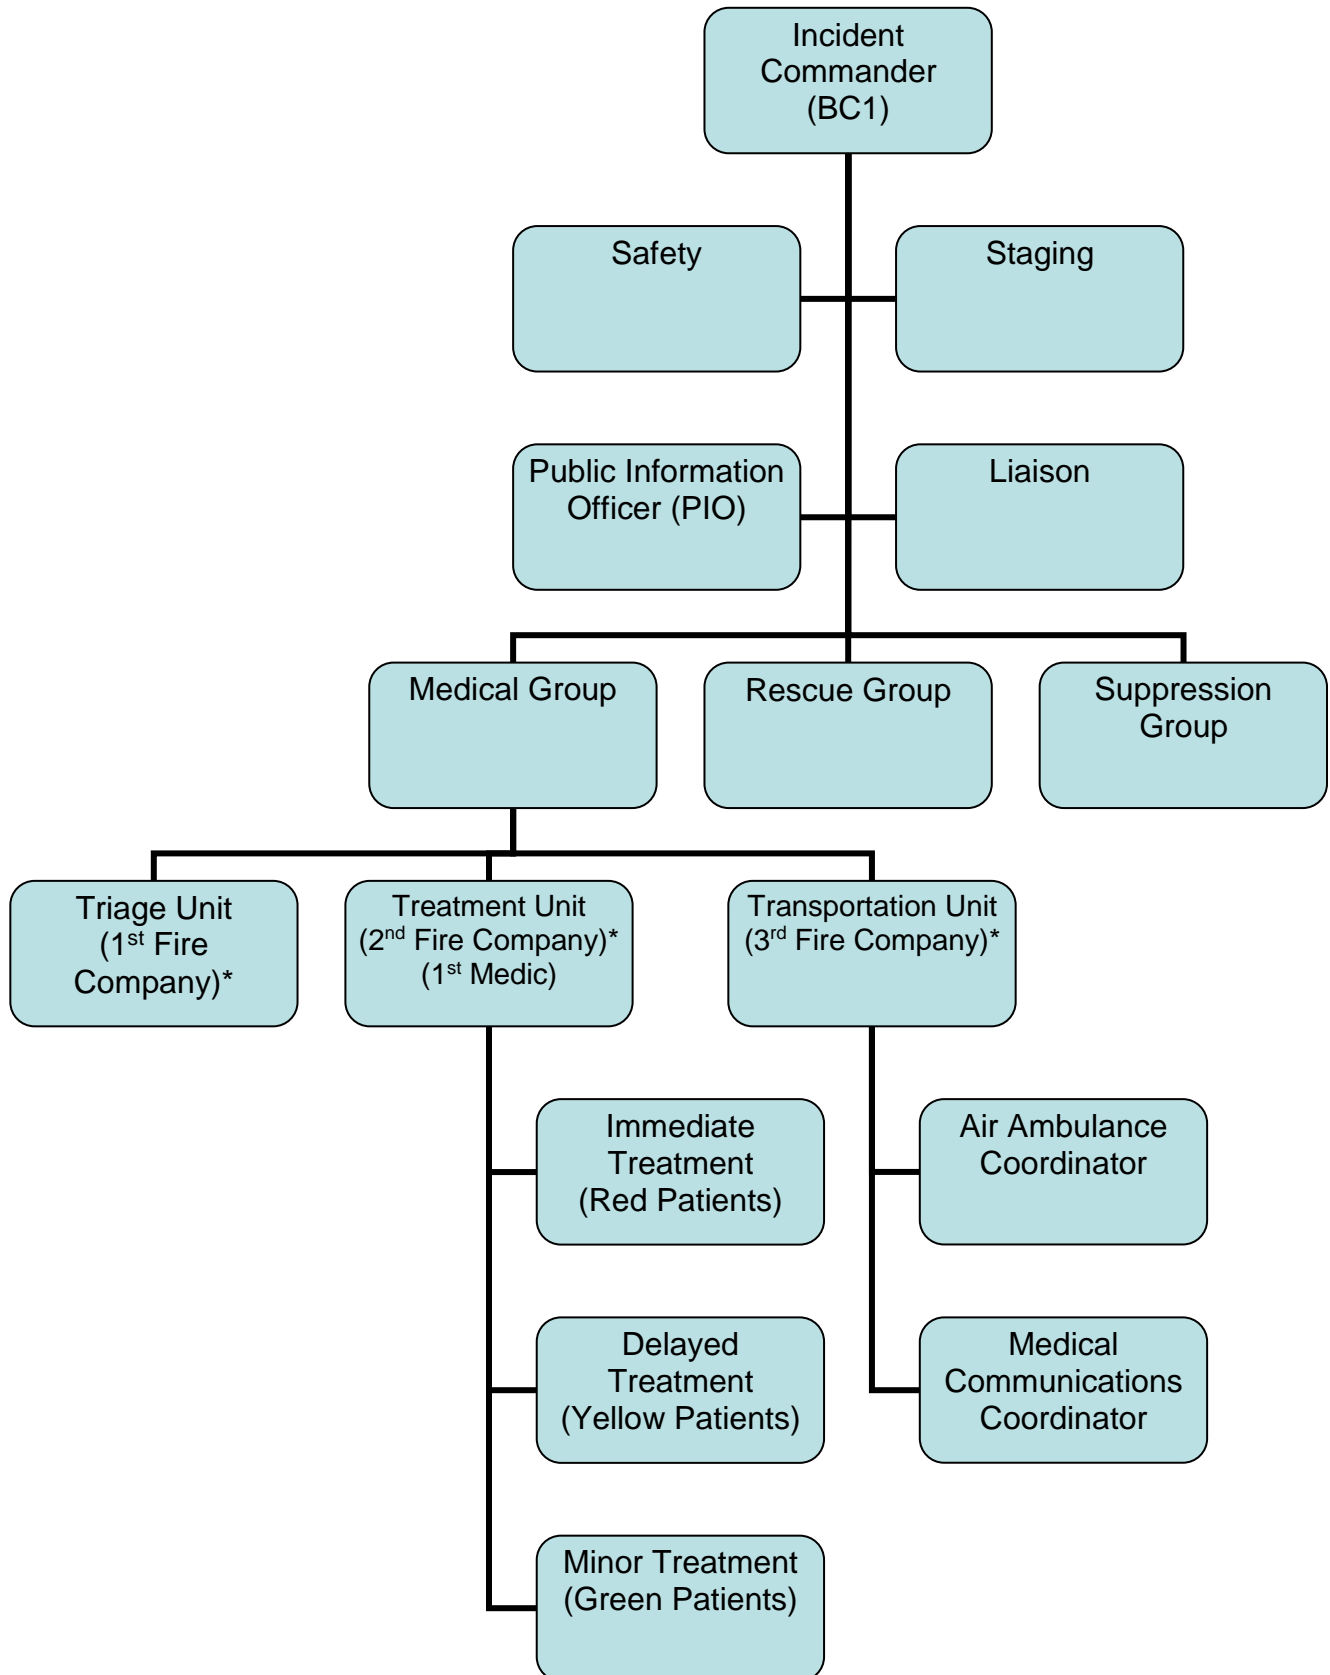 Incident
Commander
(BC1)
Safety
Staging
Public Information
Officer (PIO)
Liaison
Medical Group
Rescue Group
Suppression
Group
Triage Unit
(1st Fire
Company)*
Treatment Unit
(2nd Fire Company)*
(1st Medic)
Transportation Unit
(3rd Fire Company)*
Immediate
Treatment
(Red Patients)
Air Ambulance
Coordinator
Delayed
Treatment
(Yellow Patients)
Medical
Communications
Coordinator
Minor Treatment
(Green Patients)